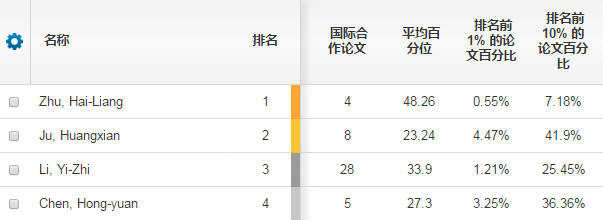 名称
排名
国际合
作论文
平均百
分位
排名前
1% 的论
文百分比
排名前
10% 的
论文百分
比
Zhu, Hai-Liang 1 4 48.26 0.55% 7.18%
Ju, Huangxian 2 8 23.24 4.47% 41.9%
Li, Yi-Zhi 3 28 33.9 1.21% 25.45%
Chen, Hong-yuan 4 5 27.3 3.25% 36.36%